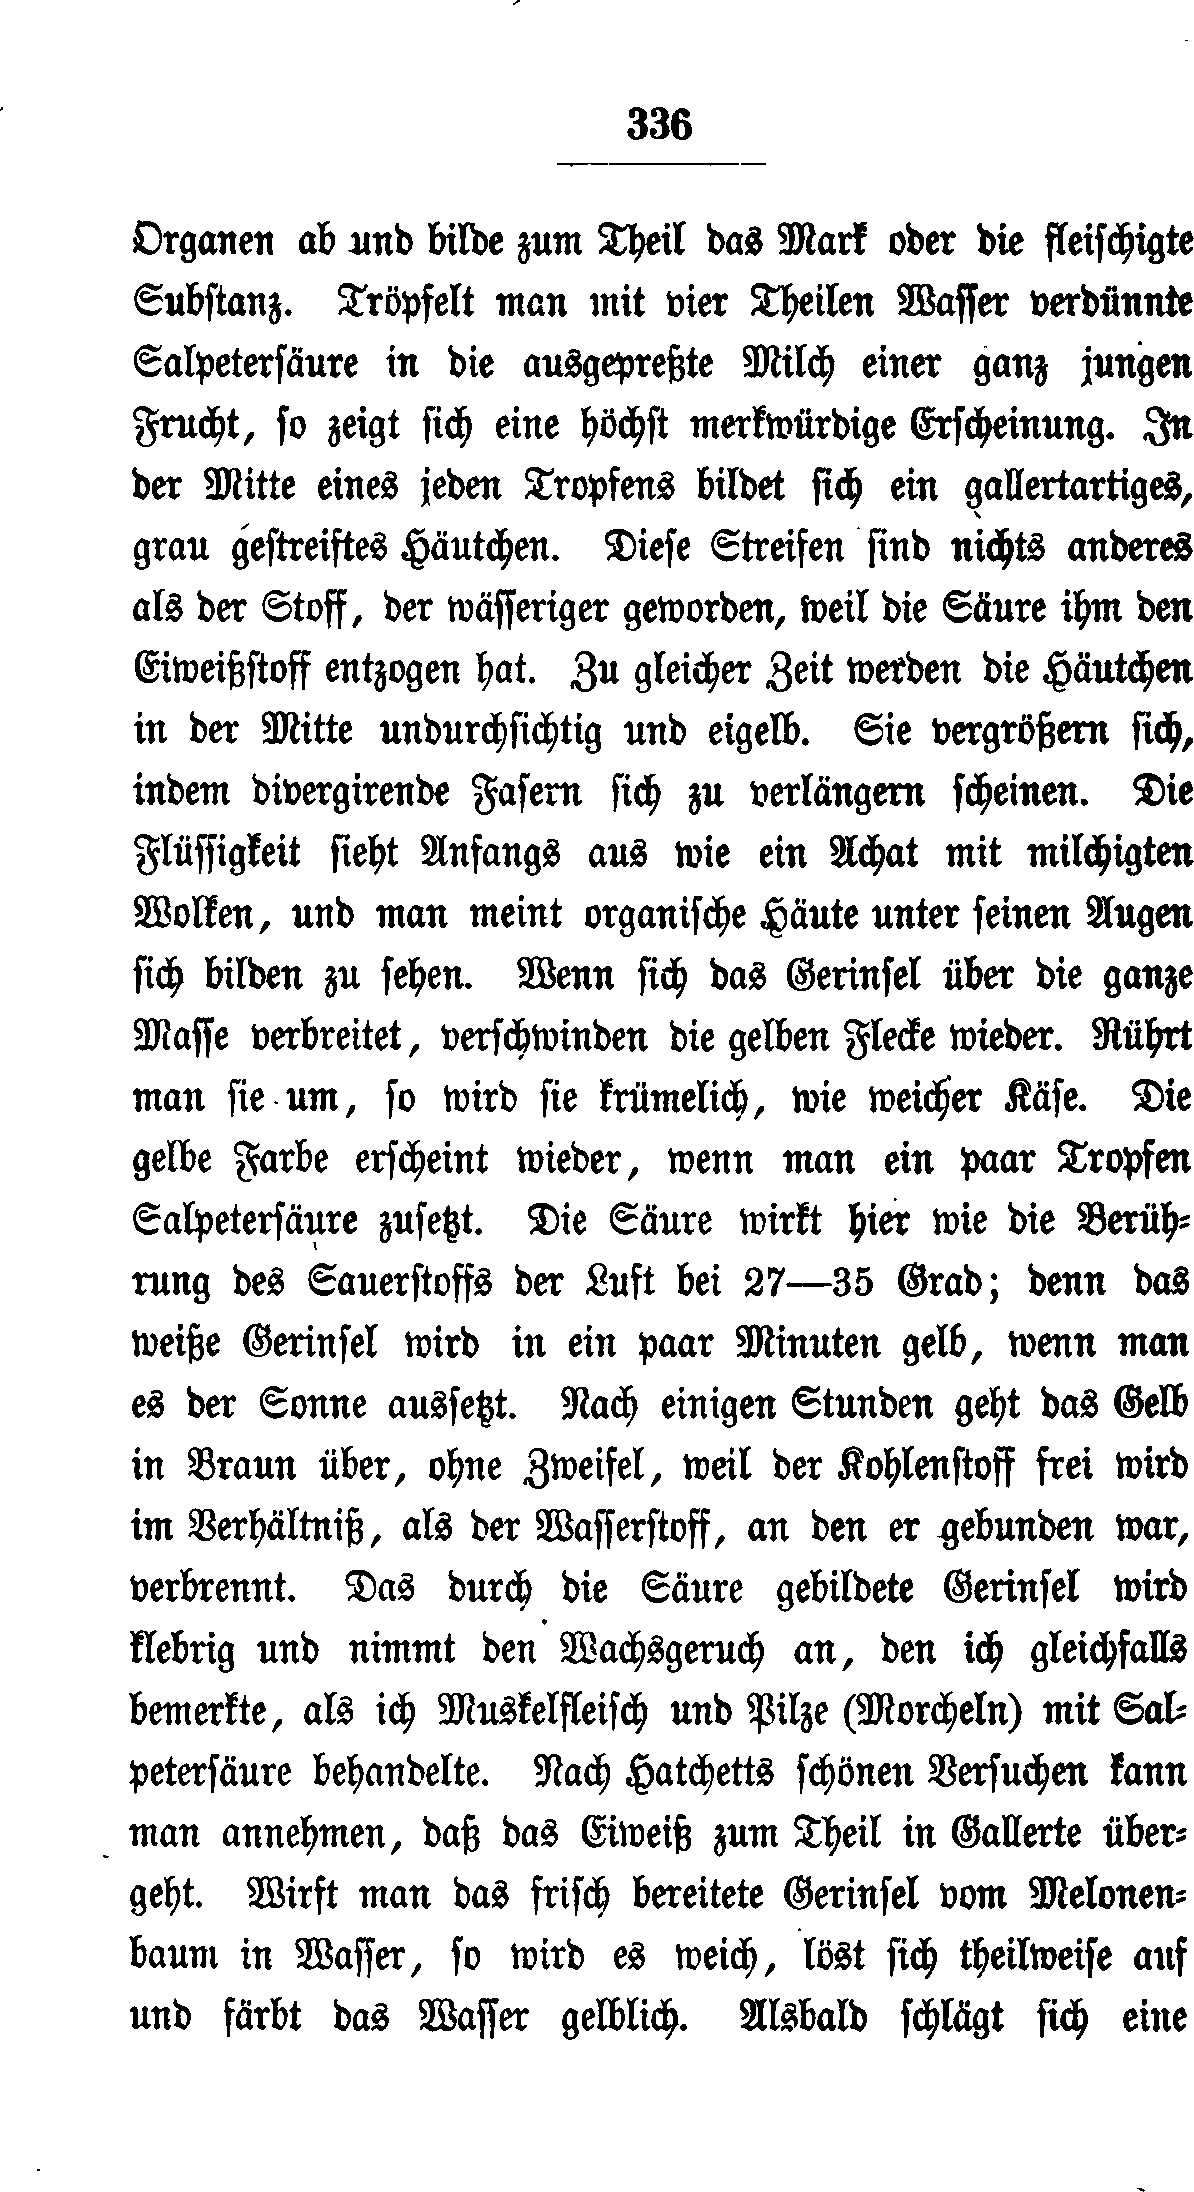 336
Organen ab und bilde zum Theil das Mark oder die fleischigte
Substanz. Tröpfelt man mit vier Theilen Wasser verdünnte
Salpetersäure in die ausgepreßte Milch einer ganz jungen
Frucht, so zeigt sich eine höchst merkwürdige Erscheinung. In
der Mitte eines jeden Tropfens bildet sich ein gallertartiges,
grau gestreiftes Häutchen. Diese Streifen sind nichts anderes
als der Stoff, der wässeriger geworden, weil die Säure ihm den
Eiweißstoff entzogen hat. Zu gleicher Zeit werden die Häutchen
in der Mitte undurchsichtig und eigelb. Sie vergrößern sich,
indem divergirende Fasern sich zu verlängern scheinen. Die
Flüssigkeit sieht Anfangs aus wie ein Achat mit milchigten
Wolken, und man meint organische Häute unter seinen Augen
sich bilden zu sehen. Wenn sich das Gerinsel über die ganze
Masse verbreitet, verschwinden die gelben Flecke wieder. Rührt
man sie um, so wird sie krümelich, wie weicher Käse. Die
gelbe Farbe erscheint wieder, wenn man ein paar Tropfen
Salpetersäure zusetzt. Die Säure wirkt hier wie die Berüh-
rung des Sauerstoffs der Luft bei 27—35 Grad; denn das
weiße Gerinsel wird in ein paar Minuten gelb, wenn man
es der Sonne aussetzt. Nach einigen Stunden geht das Gelb
in Braun über, ohne Zweifel, weil der Kohlenstoff frei wird
im Verhältniß, als der Wasserstoff, an den er gebunden war,
verbrennt. Das durch die Säure gebildete Gerinsel wird
klebrig und nimmt den Wachsgeruch an, den ich gleichfalls
bemerkte, als ich Muskelfleisch und Pilze (Morcheln) mit Sal-
petersäure behandelte. Nach Hatchetts schönen Versuchen kann
man annehmen, daß das Eiweiß zum Theil in Gallerte über-
geht. Wirft man das frisch bereitete Gerinsel vom Melonen-
baum in Wasser, so wird es weich, löst sich theilweise auf
und färbt das Wasser gelblich. Alsbald schlägt sich eine